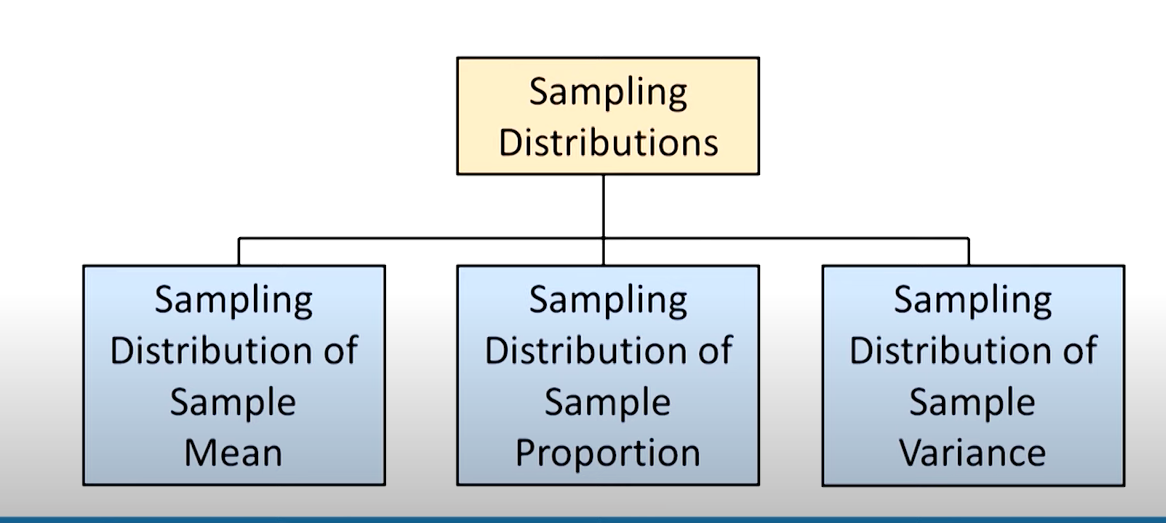 Sampling
Distributions
Sampling
Distribution of
Sample
Mean
Sampling
Distribution of
Sample
Proportion
Sampling
Distribution of
Sample
Variance